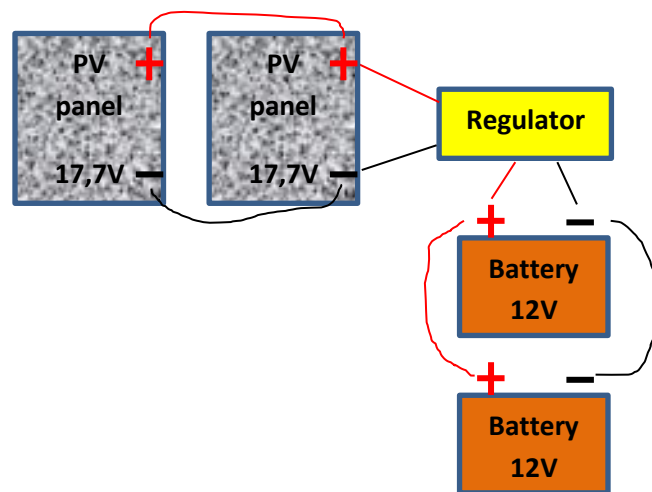 +
PV
panel
17,7V
−
+
PV
panel
17,7V
−
Regulator
+ −
Battery
12V
+ −
Battery
12V